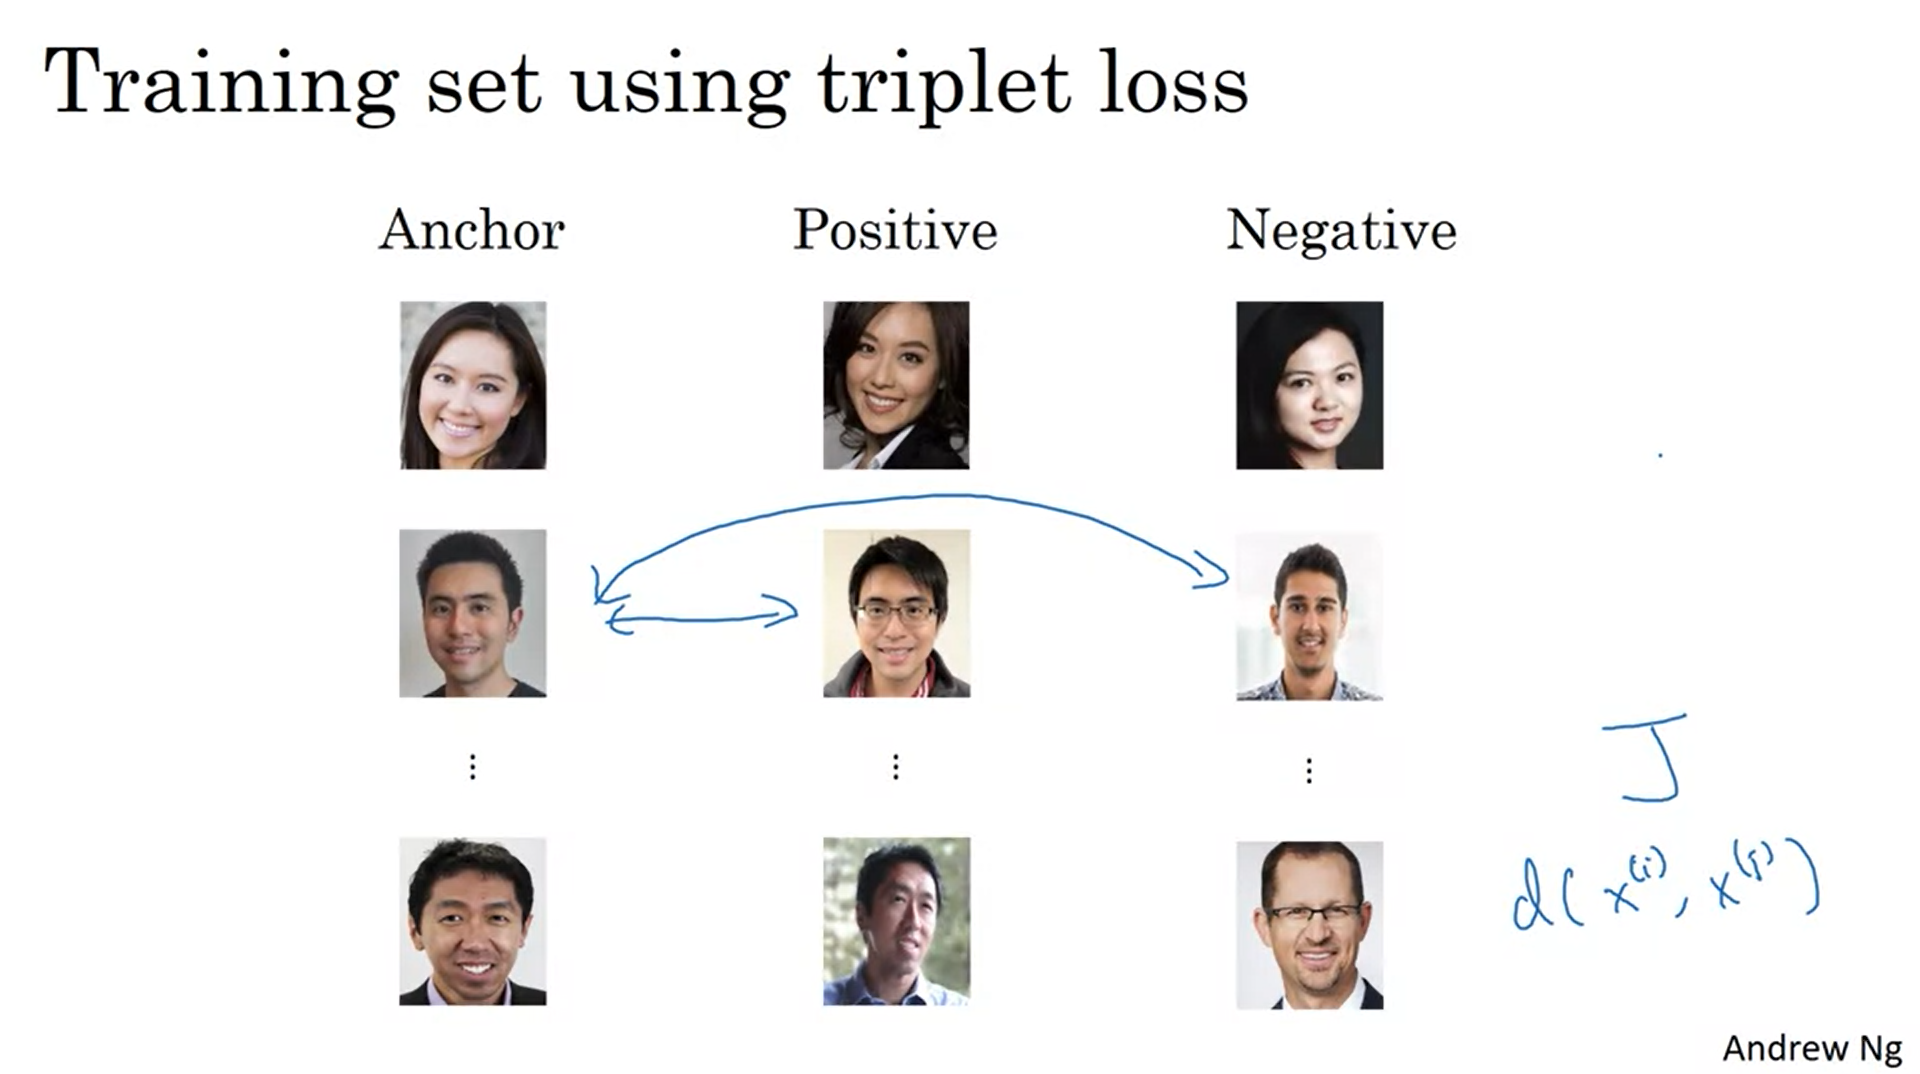 Training set using triplet loss
Anchor Positive Negative
⋮ ⋮ ⋮
J
d(x^(i), x^(j))
Andrew Ng